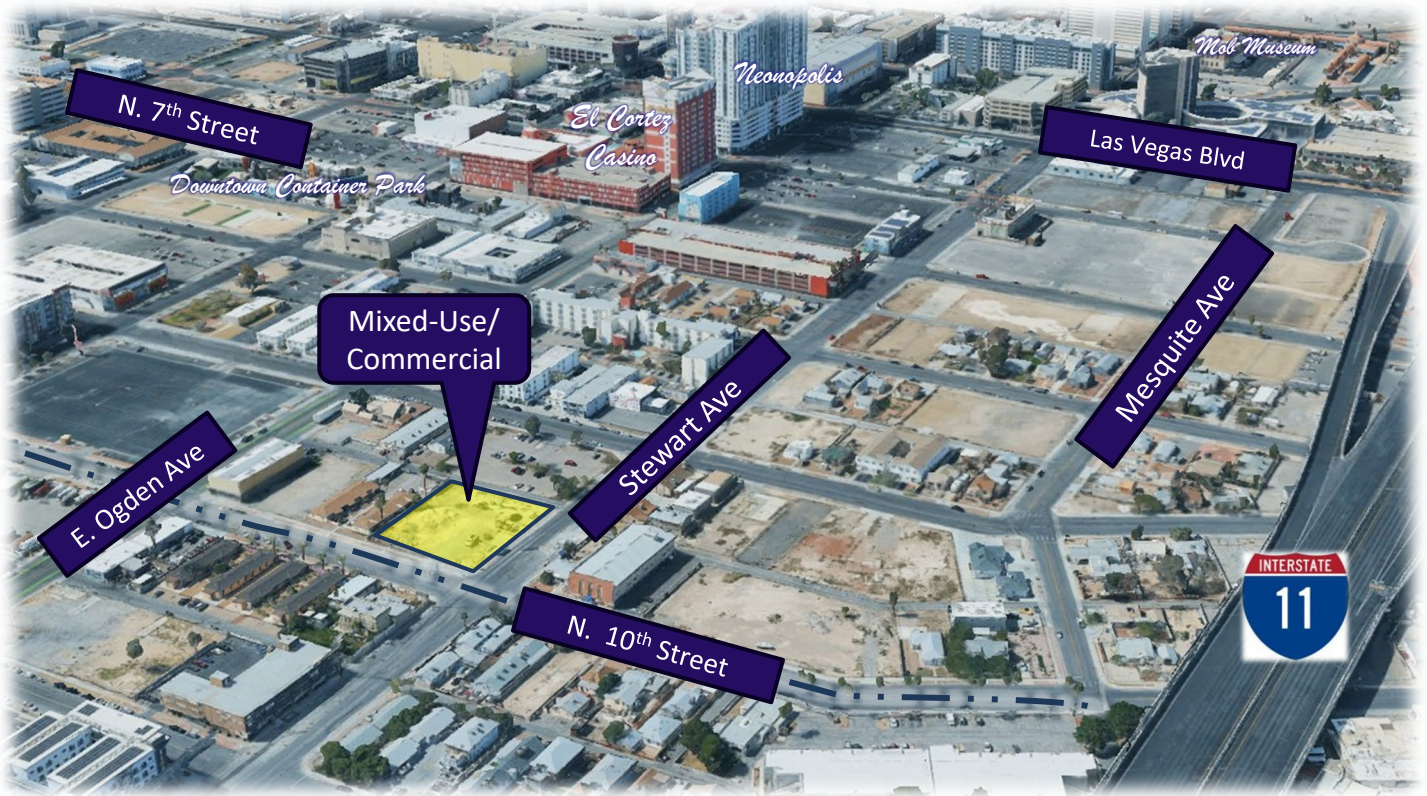 Mob Museum
Neonopolis
N. 7th Street
El Cortez
Casino
Las Vegas Blvd
Downtown Container Park
Mixed-Use/
Commercial
Mesquite Ave
Stewart Ave
E. Ogden Ave
INTERSTATE
11
N. 10th Street